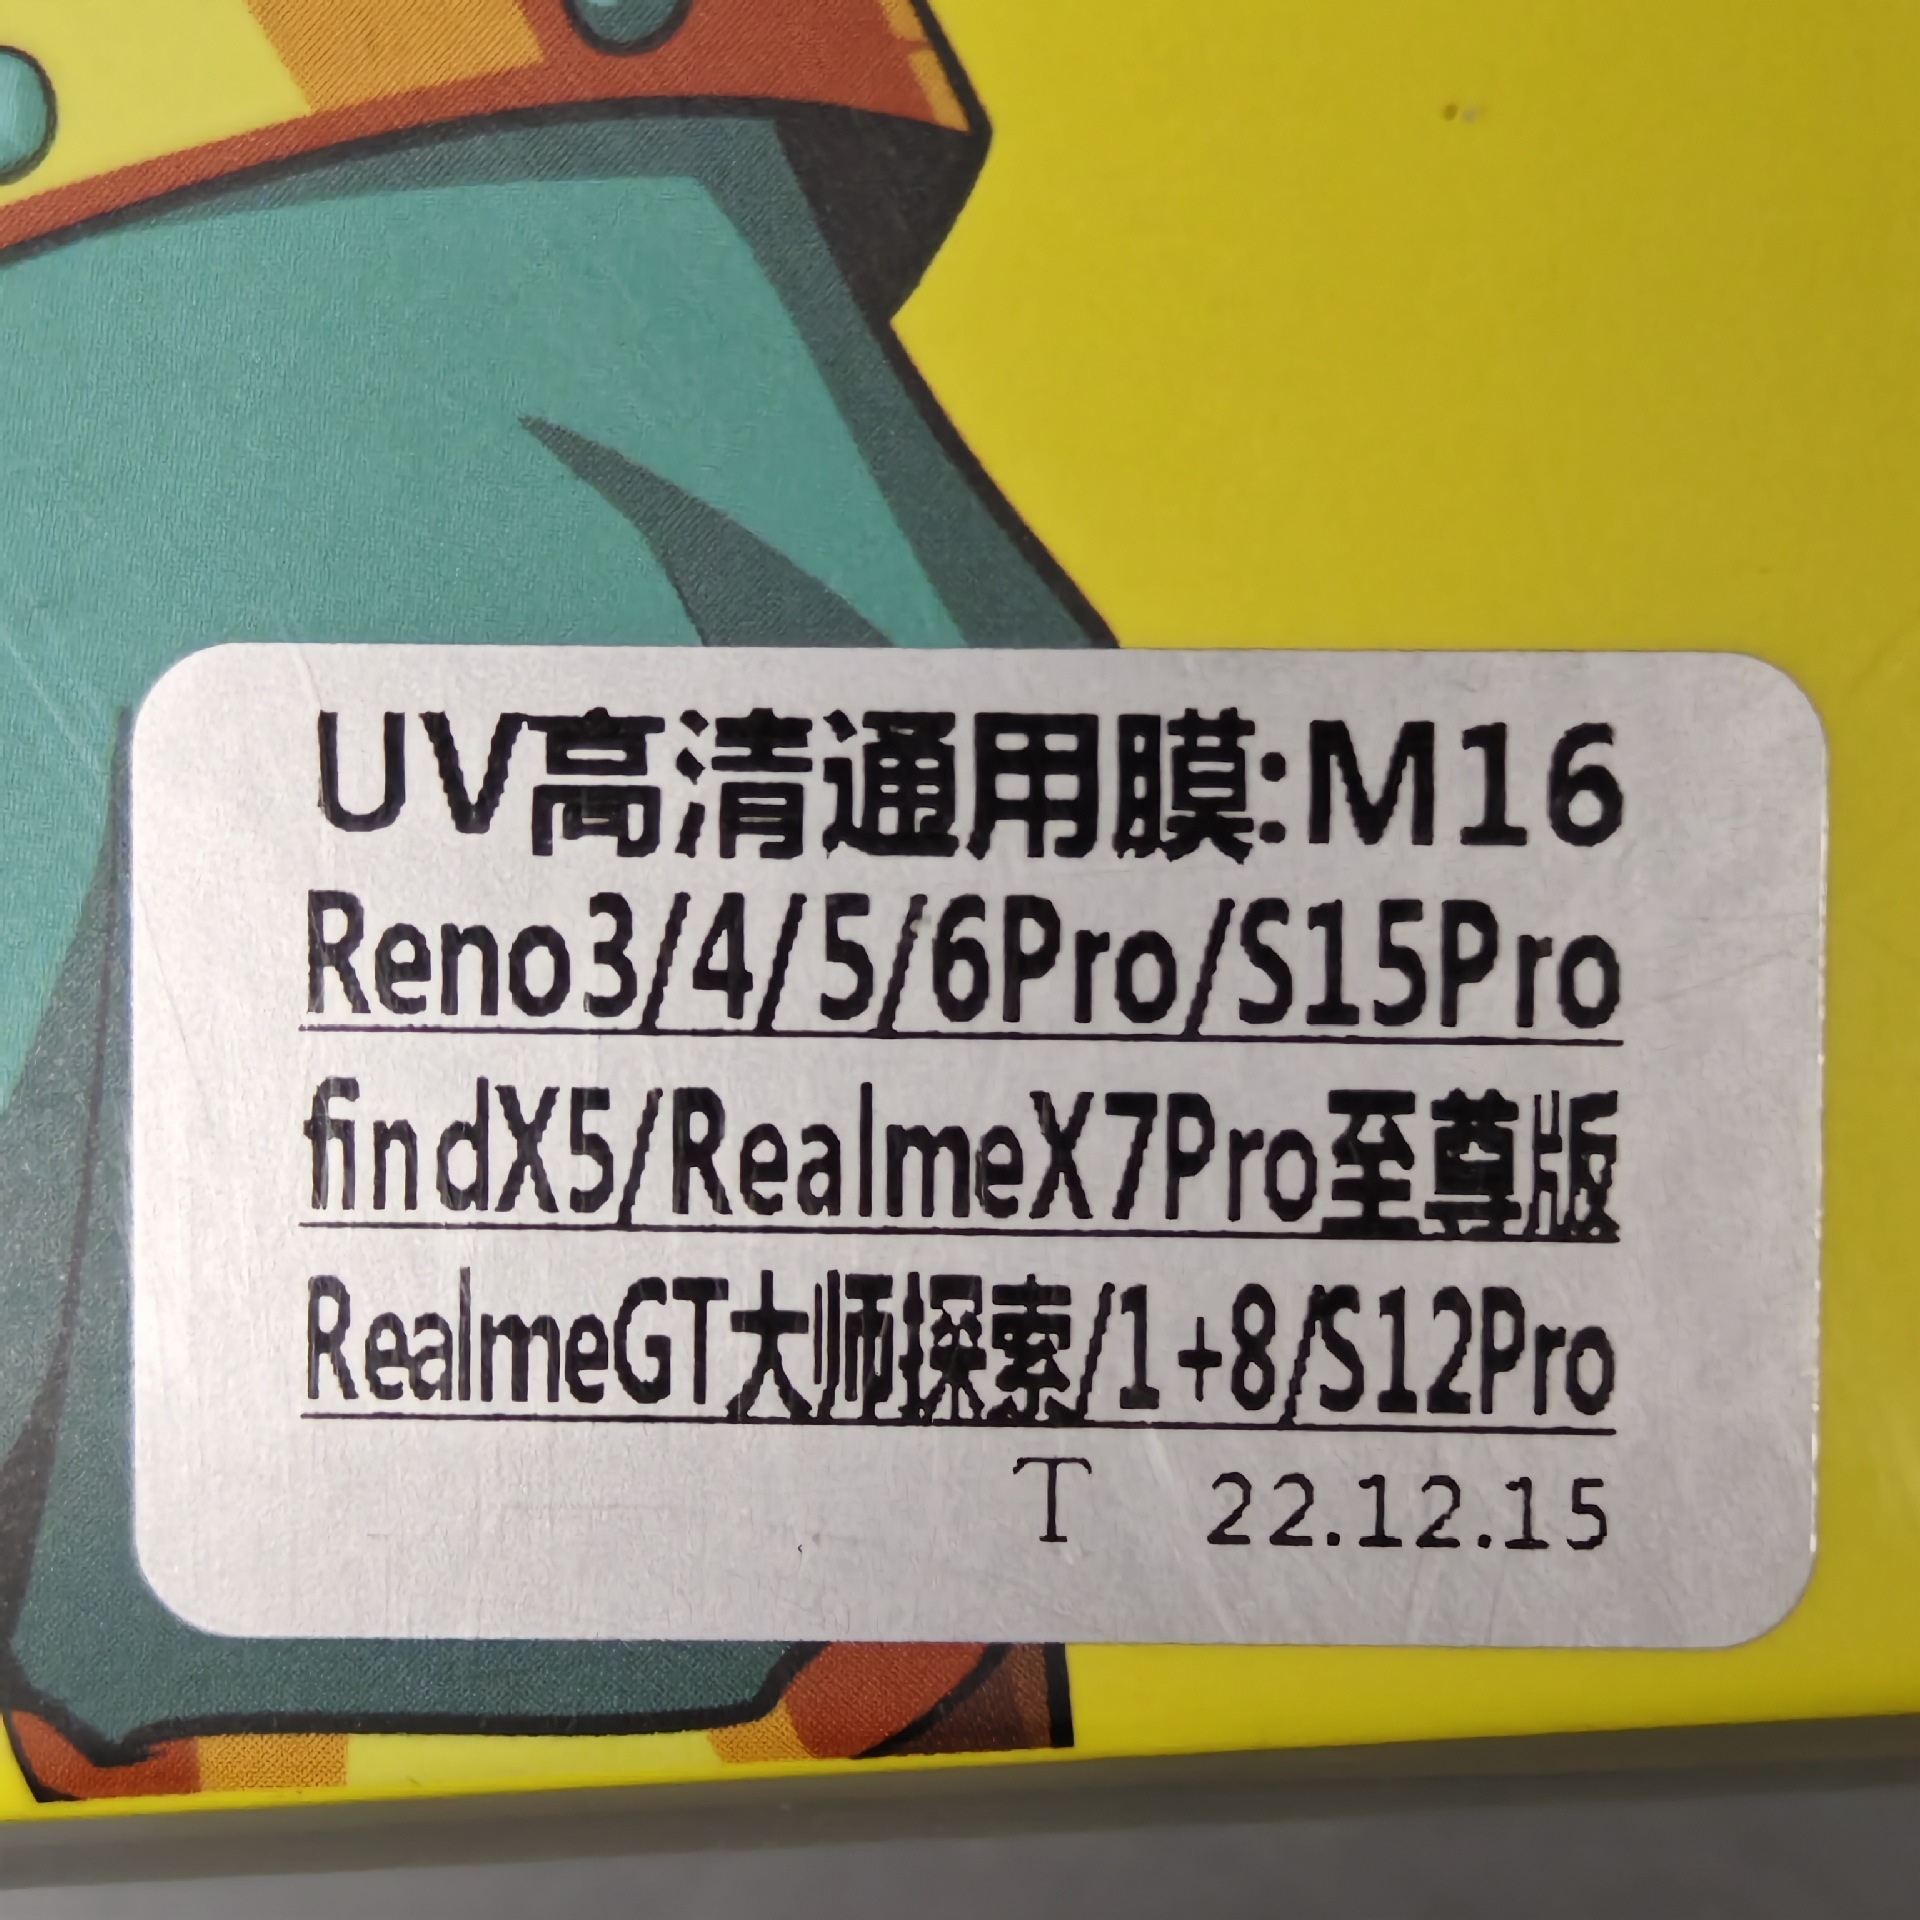 UV高清通用膜:M16
Reno3/4/5/6Pro/S15Pro
findX5/RealmeX7Pro至尊版
RealmeGT大师探索/1+8/S12Pro
T 22.12.15